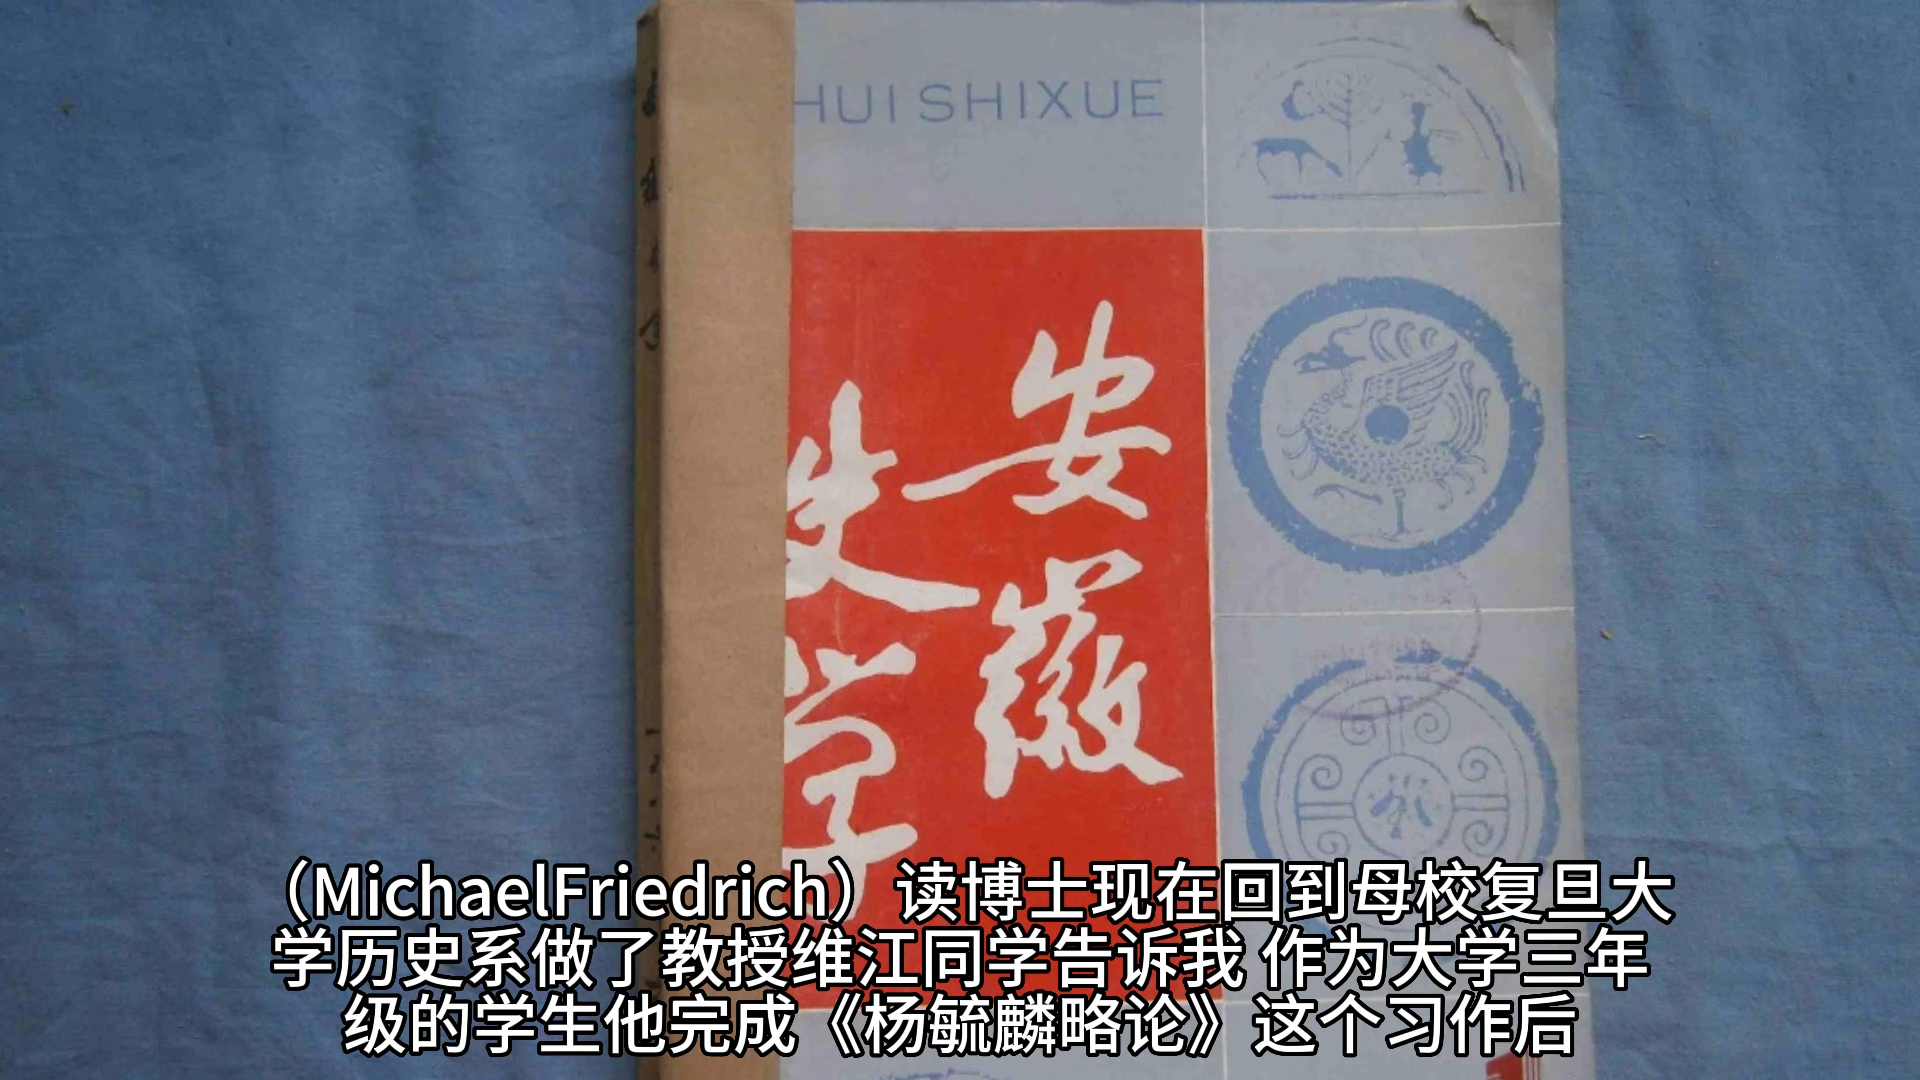 HUI SHIXUE
安徽
史学
（MichaelFriedrich）读博士现在回到母校复旦大
学历史系做了教授维江同学告诉我 作为大学三年
级的学生他完成《杨毓麟略论》这个习作后